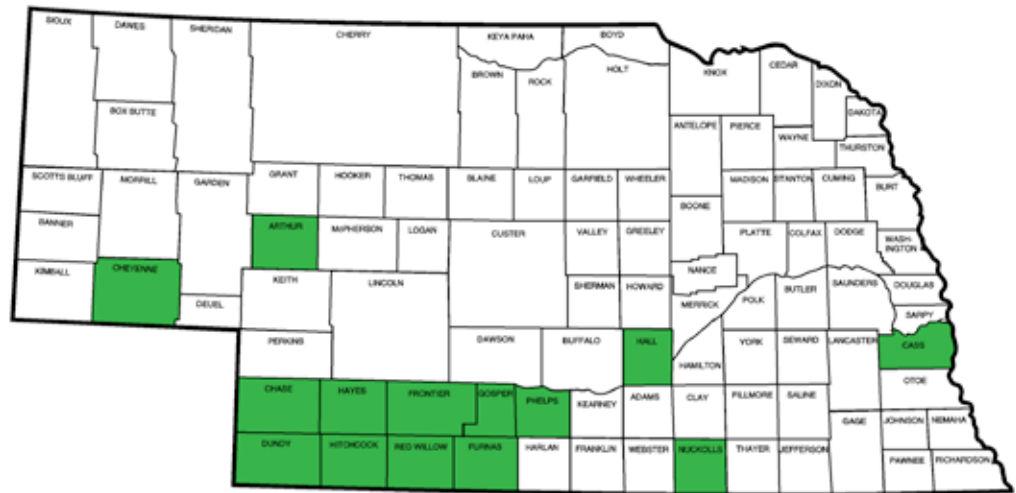 SIOUX
DAWES
SHERIDAN
CHERRY
KEYA PAHA
BOYD
BROWN
ROCK
HOLT
KNOX
CEDAR
DIXON
DAKOTA
BOX BUTTE
ANTELOPE
PIERCE
WAYNE
THURSTON
SCOTTS BLUFF
MORRILL
GARDEN
GRANT
HOOKER
THOMAS
BLAINE
LOUP
GARFIELD
WHEELER
MADISON
STANTON
CUMING
BURT
BANNER
ARTHUR
McPHERSON
LOGAN
CUSTER
VALLEY
GREELEY
BOONE
PLATTE
COLFAX
DODGE
WASH-
INGTON
KIMBALL
CHEYENNE
DEUEL
KEITH
LINCOLN
SHERMAN
HOWARD
NANCE
MERRICK
POLK
BUTLER
SAUNDERS
DOUGLAS
SARPY
PERKINS
DAWSON
BUFFALO
HALL
HAMILTON
YORK
SEWARD
LANCASTER
CASS
OTOE
CHASE
HAYES
FRONTIER
GOSPER
PHELPS
KEARNEY
ADAMS
CLAY
FILLMORE
SALINE
GAGE
JOHNSON
NEMAHA
DUNDY
HITCHCOCK
RED WILLOW
FURNAS
HARLAN
FRANKLIN
WEBSTER
NUCKOLLS
THAYER
JEFFERSON
PAWNEE
RICHARDSON